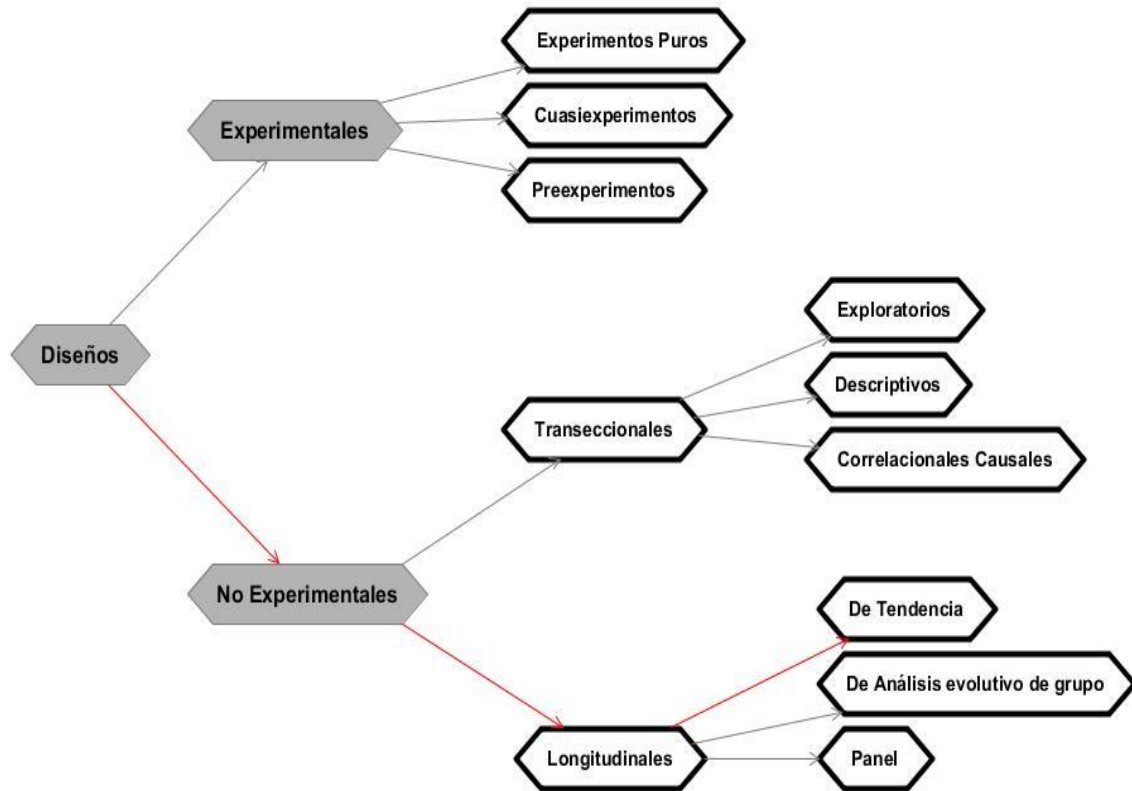 Experimentos Puros
Cuasiexperimentos
Experimentales
Preexperimentos
Exploratorios
Diseños
Descriptivos
Transeccionales
Correlacionales Causales
No Experimentales
De Tendencia
De Análisis evolutivo de grupo
Longitudinales
Panel